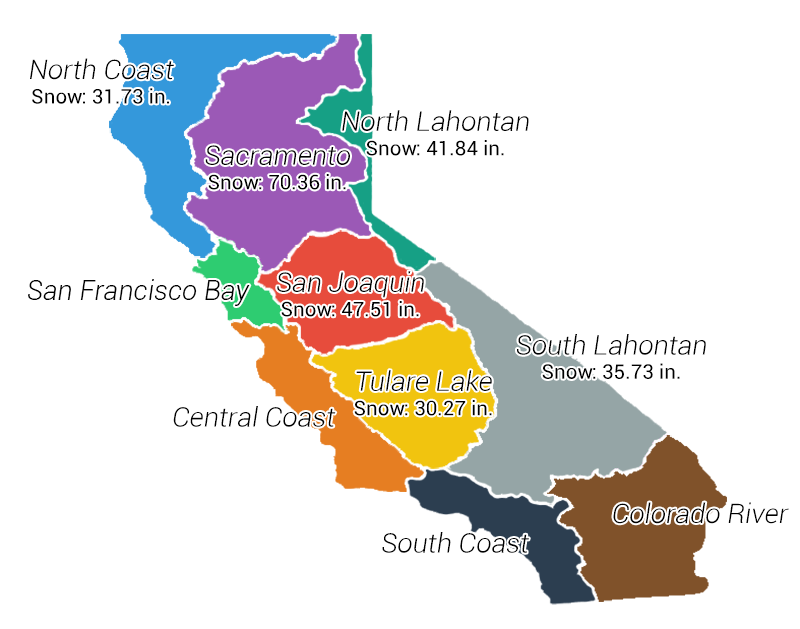 North Coast
Snow: 31.73 in.
North Lahontan
Snow: 41.84 in.
Sacramento
Snow: 70.36 in.
San Francisco Bay
San Joaquin
Snow: 47.51 in.
South Lahontan
Snow: 35.73 in.
Tulare Lake
Snow: 30.27 in.
Central Coast
Colorado River
South Coast